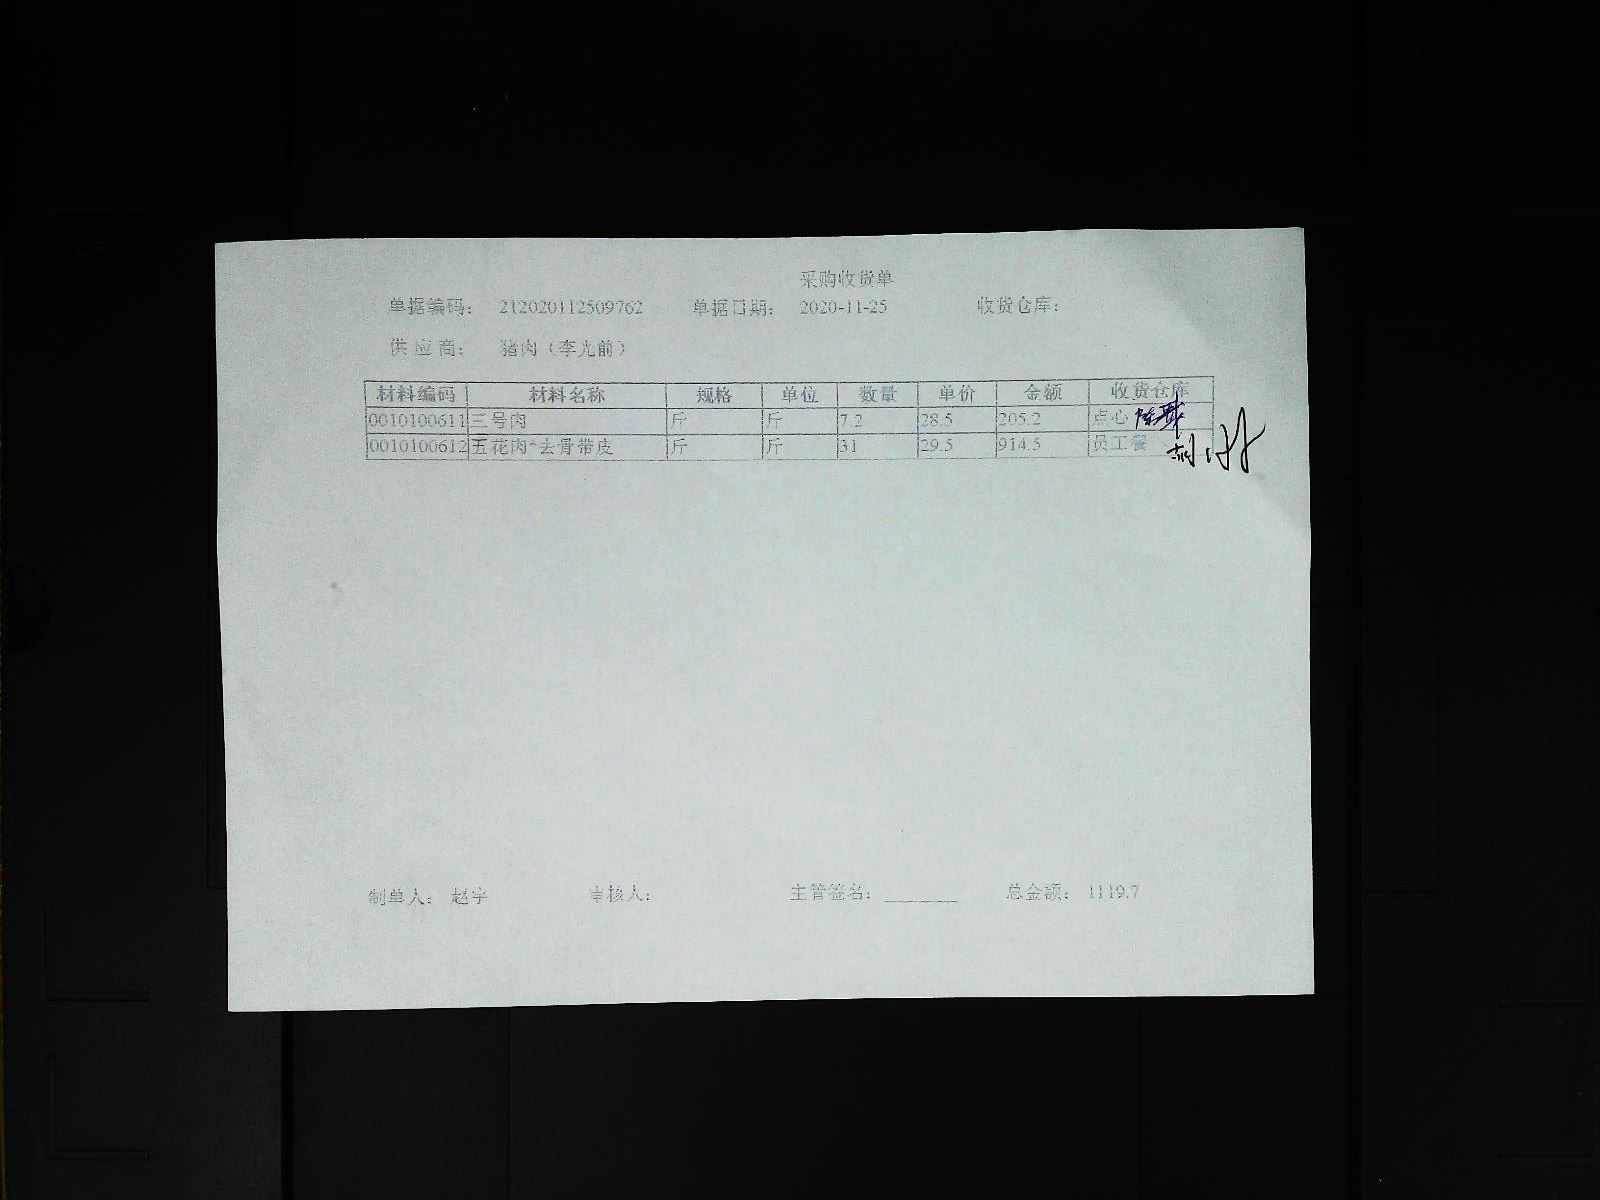 采购收货单
单据编码： 212020112509762 单据日期： 2020-11-25 收货仓库：
供 应 商： 猪肉（李光前）
材料编码 材料名称 规格 单位 数量 单价 金额 收货仓库
0010100611 三号肉 斤 斤 7.2 28.5 205.2 点心
0010100612 五花肉*去骨带皮 斤 斤 31 29.5 914.5 员工餐
制单人： 赵宇 审核人： 主管签名： ______ 总金额： 1119.7